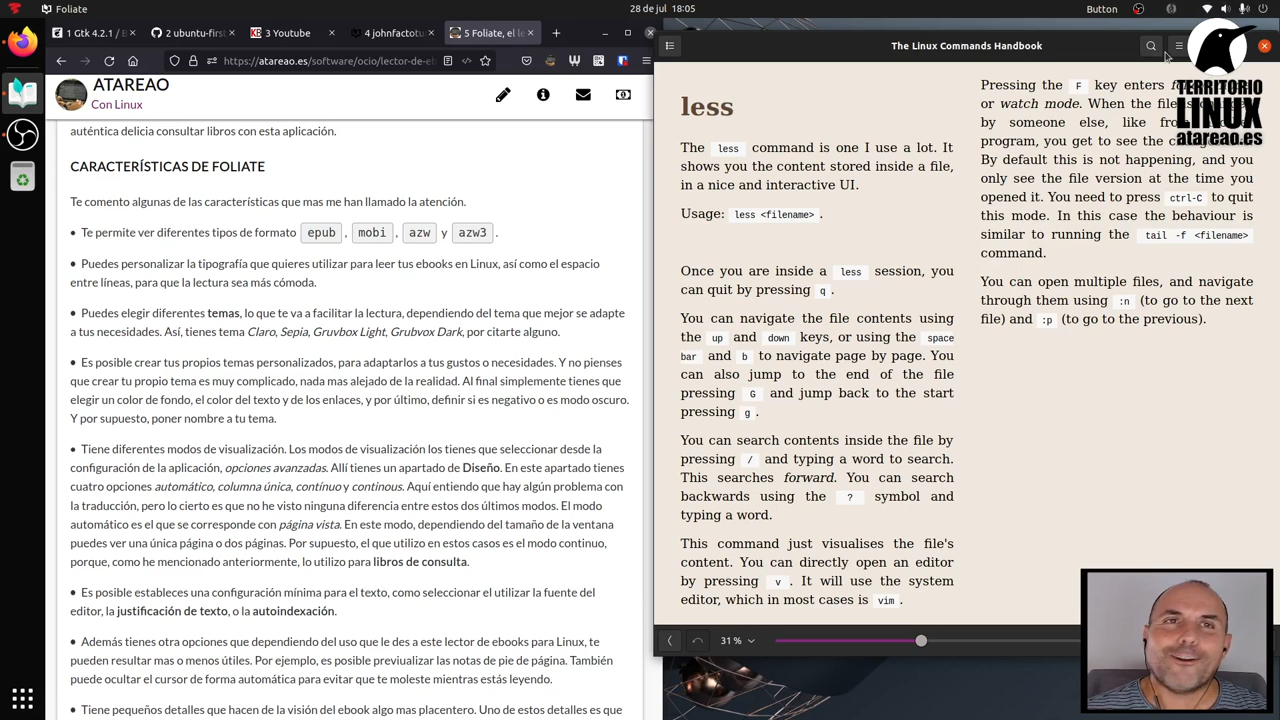 Foliate
28 de jul 18:05
Button
1 Gtk4.2.1 / B
2 ubuntu-first
3 Youtube
4 johnfactotu
5 Foliate, el l
https://atareao.es/software/ocio/lector-de-eb
ATAREAO
Con Linux
auténtica delicia consultar libros con esta aplicación.
CARACTERÍSTICAS DE FOLIATE
Te comento algunas de las características que mas me han llamado la atención.
• Te permite ver diferentes tipos de formato epub , mobi , azw y azw3 .
• Puedes personalizar la tipografía que quieres utilizar para leer tus ebooks en Linux, así como el espacio
entre líneas, para que la lectura sea más cómoda.
• Puedes elegir diferentes temas, lo que te va a facilitar la lectura, dependiendo del tema que mejor se adapte
a tus necesidades. Así, tienes tema Claro, Sepia, Gruvbox Light, Grubvox Dark, por citarte alguno.
• Es posible crear tus propios temas personalizados, para adaptarlos a tus gustos o necesidades. Y no pienses
que crear tu propio tema es muy complicado, nada mas alejado de la realidad. Al final simplemente tienes que
elegir un color de fondo, el color del texto y de los enlaces, y por último, definir si es negativo o es modo oscuro.
Y por supuesto, poner nombre a tu tema.
• Tiene diferentes modos de visualización. Los modos de visualización los tienes que seleccionar desde la
configuración de la aplicación, opciones avanzadas. Allí tienes un apartado de Diseño. En este apartado tienes
cuatro opciones automático, columna única, contínuo y continous. Aquí entiendo que hay algún problema con
la traducción, pero lo cierto es que no he visto ninguna diferencia entre estos dos últimos modos. El modo
automático es el que se corresponde con página vista. En este modo, dependiendo del tamaño de la ventana
puedes ver una única página o dos páginas. Por supuesto, el que utilizo en estos casos es el modo continuo,
porque, como he mencionado anteriormente, lo utilizo para libros de consulta.
• Es posible estableces una configuración mínima para el texto, como seleccionar el utilizar la fuente del
editor, la justificación de texto, o la autoindexación.
• Además tienes otra opciones que dependiendo del uso que le des a este lector de ebooks para Linux, te
pueden resultar mas o menos útiles. Por ejemplo, es posible previualizar las notas de pie de página. También
puede ocultar el cursor de forma automática para evitar que te moleste mientras estás leyendo.
• Tiene pequeños detalles que hacen de la visión del ebook algo mas placentero. Uno de estos detalles es que
The Linux Commands Handbook
less
The less command is one I use a lot. It
shows you the content stored inside a file,
in a nice and interactive UI.
Usage: less <filename> .
Once you are inside a less session, you
can quit by pressing q .
You can navigate the file contents using
the up and down keys, or using the space
bar and b to navigate page by page. You
can also jump to the end of the file
pressing G and jump back to the start
pressing g .
You can search contents inside the file by
pressing / and typing a word to search.
This searches forward. You can search
backwards using the ? symbol and
typing a word.
This command just visualises the file's
content. You can directly open an editor
by pressing v . It will use the system
editor, which in most cases is vim .
Pressing the F key enters
or watch mode. When the file
by someone else, like from
program, you get to see the
By default this is not happening, and you
only see the file version at the time you
opened it. You need to press ctrl-C to quit
this mode. In this case the behaviour is
similar to running the tail -f <filename>
command.
You can open multiple files, and navigate
through them using :n (to go to the next
file) and :p (to go to the previous).
31 %
TERRITORIO
LINUX
atareao.es